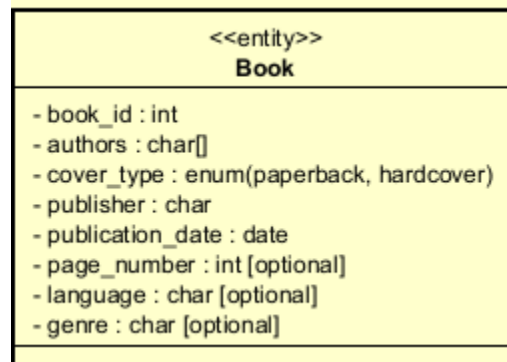 <<entity>>
Book
- book_id : int
- authors : char[]
- cover_type : enum(paperback, hardcover)
- publisher : char
- publication_date : date
- page_number : int [optional]
- language : char [optional]
- genre : char [optional]